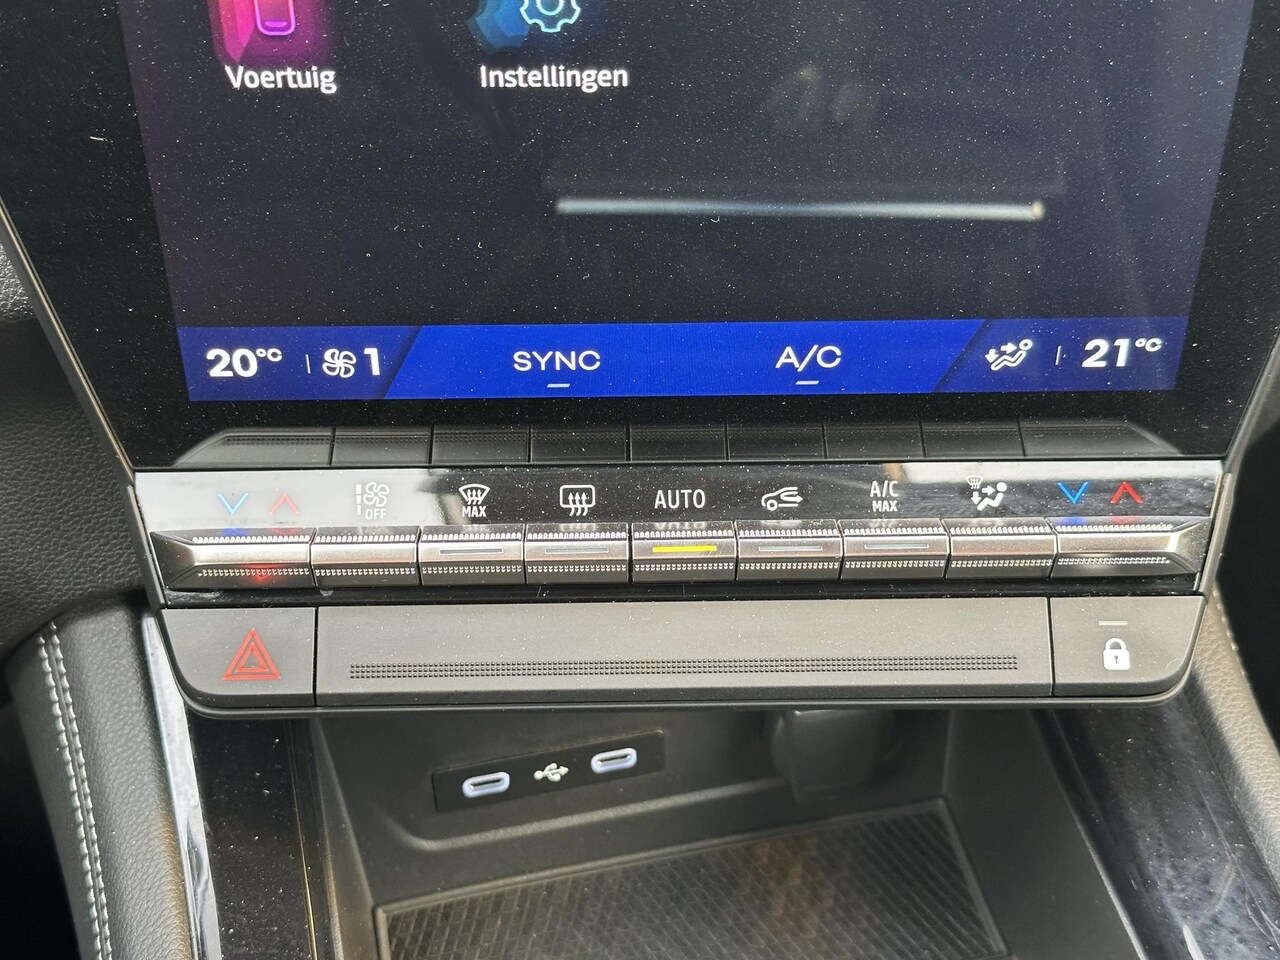 Voertuig Instellingen
20°C 1 SYNC A/C 21°C
OFF MAX AUTO A/C MAX